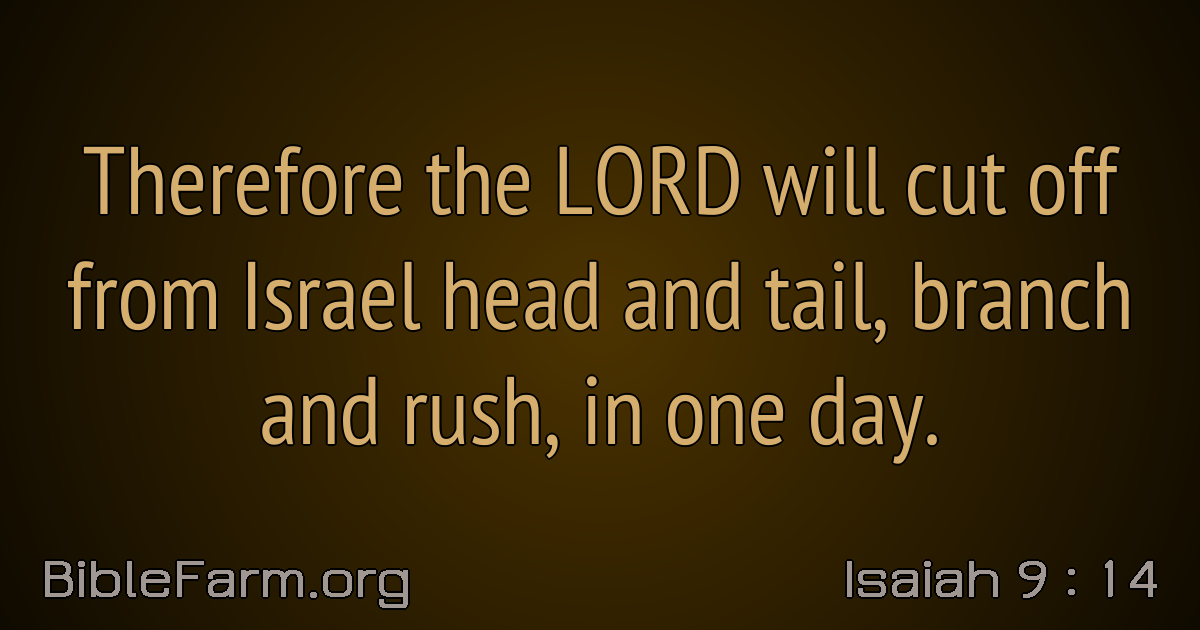 Therefore the LORD will cut off
from Israel head and tail, branch
and rush, in one day.
BibleFarm.org
Isaiah 9 : 14